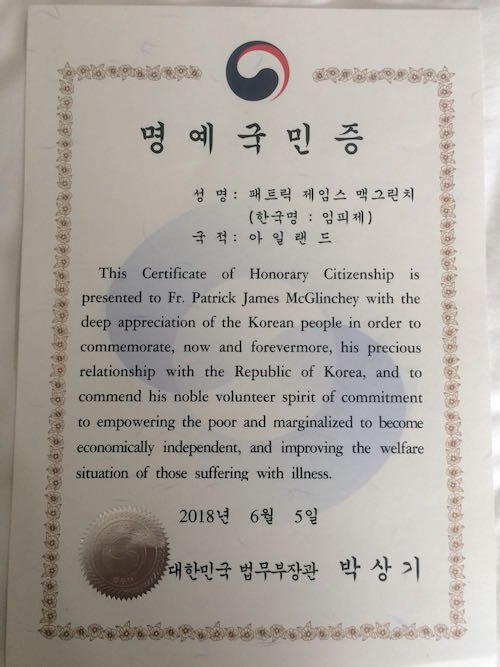 명예국민증
성 명 : 패트릭 제임스 맥그린치
(한국명 : 임피제)
국 적 : 아 일 랜 드
This Certificate of Honorary Citizenship is
presented to Fr. Patrick James McGlinchey with the
deep appreciation of the Korean people in order to
commemorate, now and forevermore, his precious
relationship with the Republic of Korea, and to
commend his noble volunteer spirit of commitment
to empowering the poor and marginalized to become
economically independent, and improving the welfare
situation of those suffering with illness.
2018년 6월 5일
대한민국 법무부장관 박 상 기